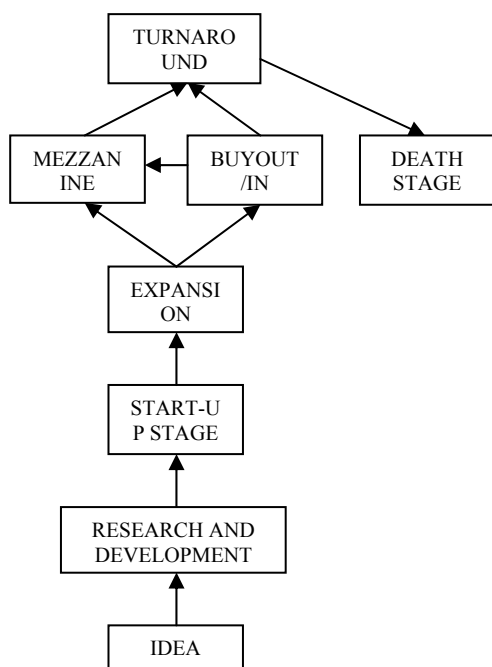 TURNARO
UND
MEZZAN
INE
BUYOUT
/IN
DEATH
STAGE
EXPANSI
ON
START-U
P STAGE
RESEARCH AND
DEVELOPMENT
IDEA